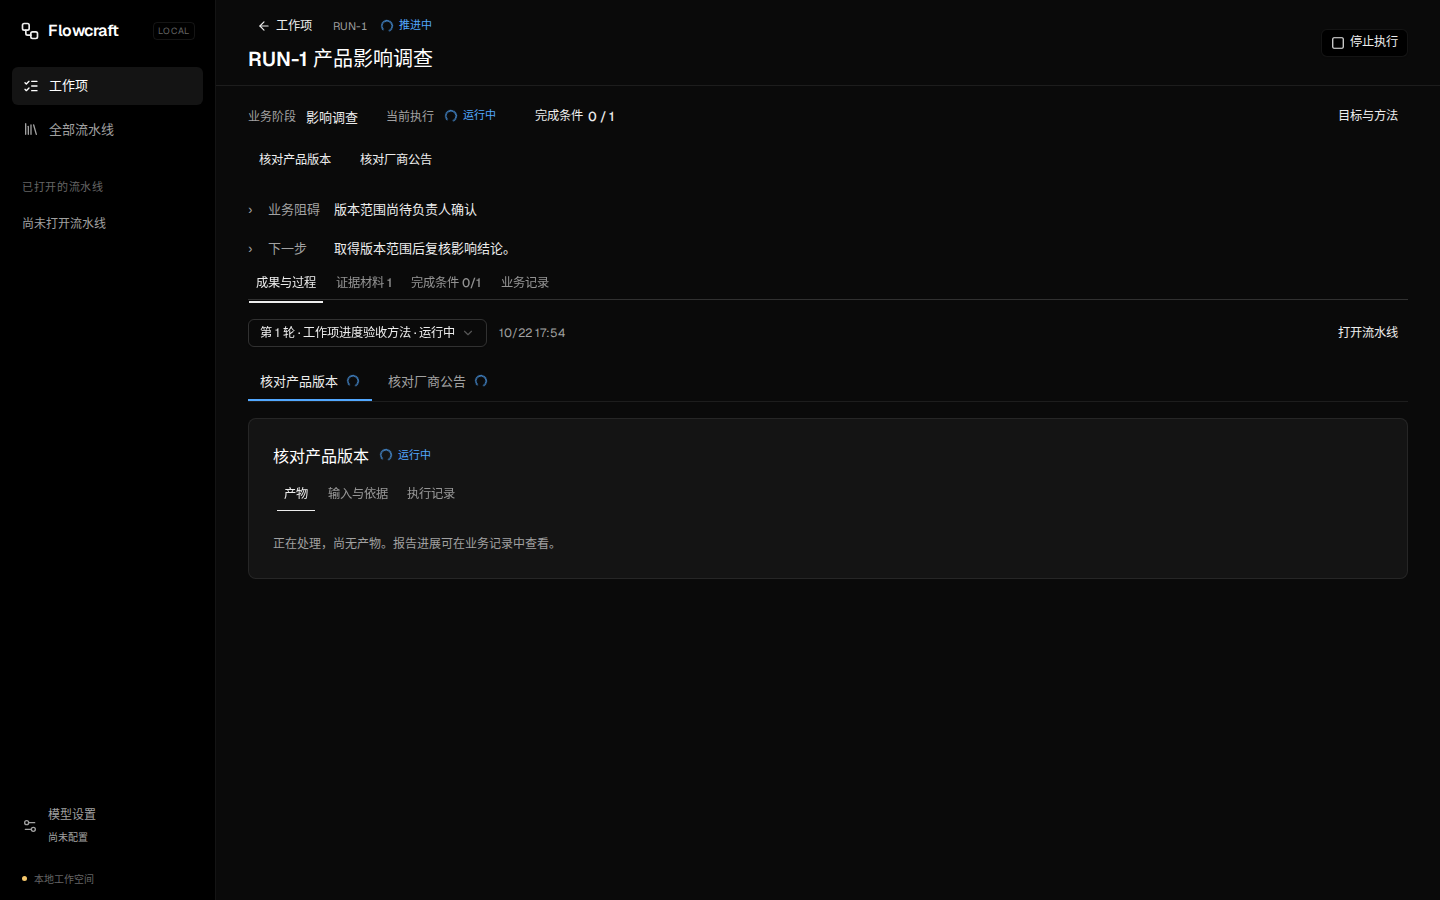 Flowcraft LOCAL
工作项
全部流水线
已打开的流水线
尚未打开流水线
模型设置
尚未配置
本地工作空间
工作项 RUN-1 推进中
RUN-1 产品影响调查
停止执行
业务阶段 影响调查 当前执行 运行中 完成条件 0 / 1 目标与方法
核对产品版本 核对厂商公告
业务阻碍 版本范围尚待负责人确认
下一步 取得版本范围后复核影响结论。
成果与过程 证据材料 1 完成条件 0/1 业务记录
第 1 轮 · 工作项进度验收方法 · 运行中 10/22 17:54 打开流水线
核对产品版本 核对厂商公告
核对产品版本 运行中
产物 输入与依据 执行记录
正在处理，尚无产物。报告进展可在业务记录中查看。